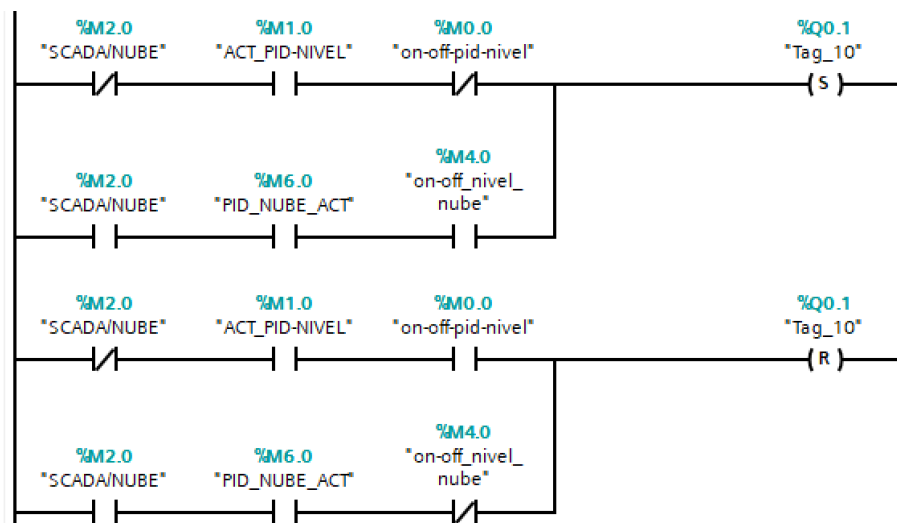 %M2.0 %M1.0 %M0.0 %Q0.1
"SCADA/NUBE" "ACT_PID-NIVEL" "on-off-pid-nivel" "Tag_10"
S
%M4.0
%M2.0 %M6.0 "on-off_nivel_
"SCADA/NUBE" "PID_NUBE_ACT" nube"
%M2.0 %M1.0 %M0.0 %Q0.1
"SCADA/NUBE" "ACT_PID-NIVEL" "on-off-pid-nivel" "Tag_10"
R
%M4.0
%M2.0 %M6.0 "on-off_nivel_
"SCADA/NUBE" "PID_NUBE_ACT" nube"